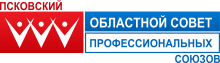 ПСКОВСКИЙ
ОБЛАСТНОЙ СОВЕТ
ПРОФЕССИОНАЛЬНЫХ
СОЮЗОВ